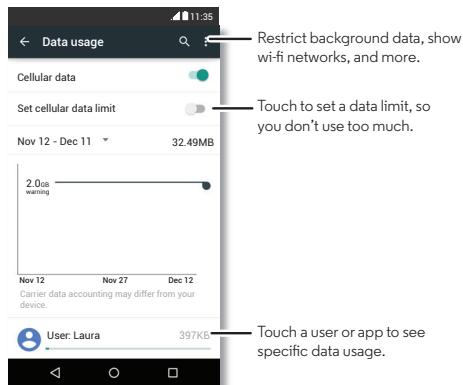 11:35
Data usage
Restrict background data, show
wi-fi networks, and more.
Cellular data
Set cellular data limit
Touch to set a data limit, so
you don't use too much.
Nov 12 - Dec 11 32.49MB
2.0GB
warning
Nov 12 Nov 27 Dec 12
Carrier data accounting may differ from your
device.
User: Laura 397KB
Touch a user or app to see
specific data usage.